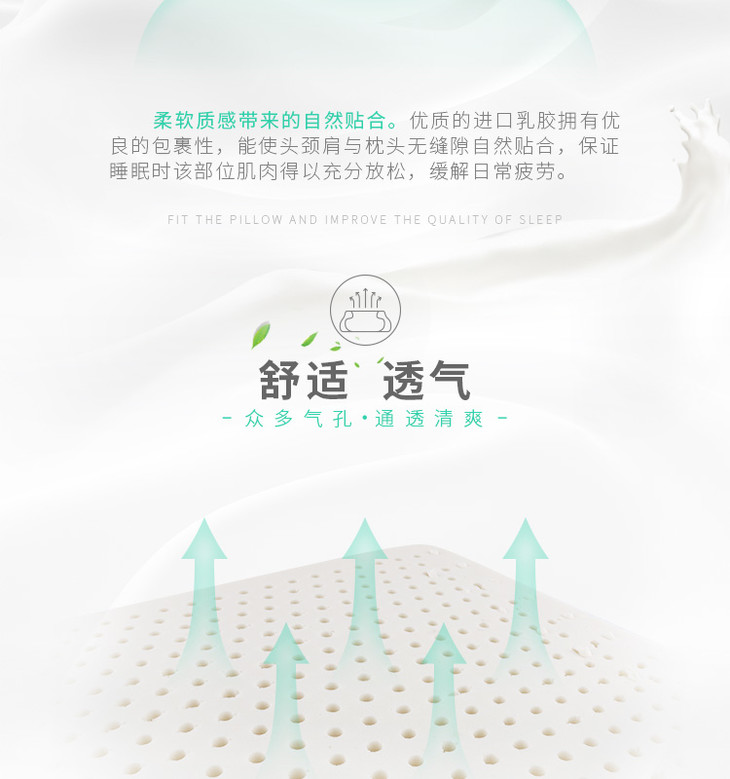 柔软质感带来的自然贴合。优质的进口乳胶拥有优
良的包裹性，能使头颈肩与枕头无缝隙自然贴合，保证
睡眠时该部位肌肉得以充分放松，缓解日常疲劳。
FIT THE PILLOW AND IMPROVE THE QUALITY OF SLEEP
舒适 透气
- 众多气孔·通透清爽 -